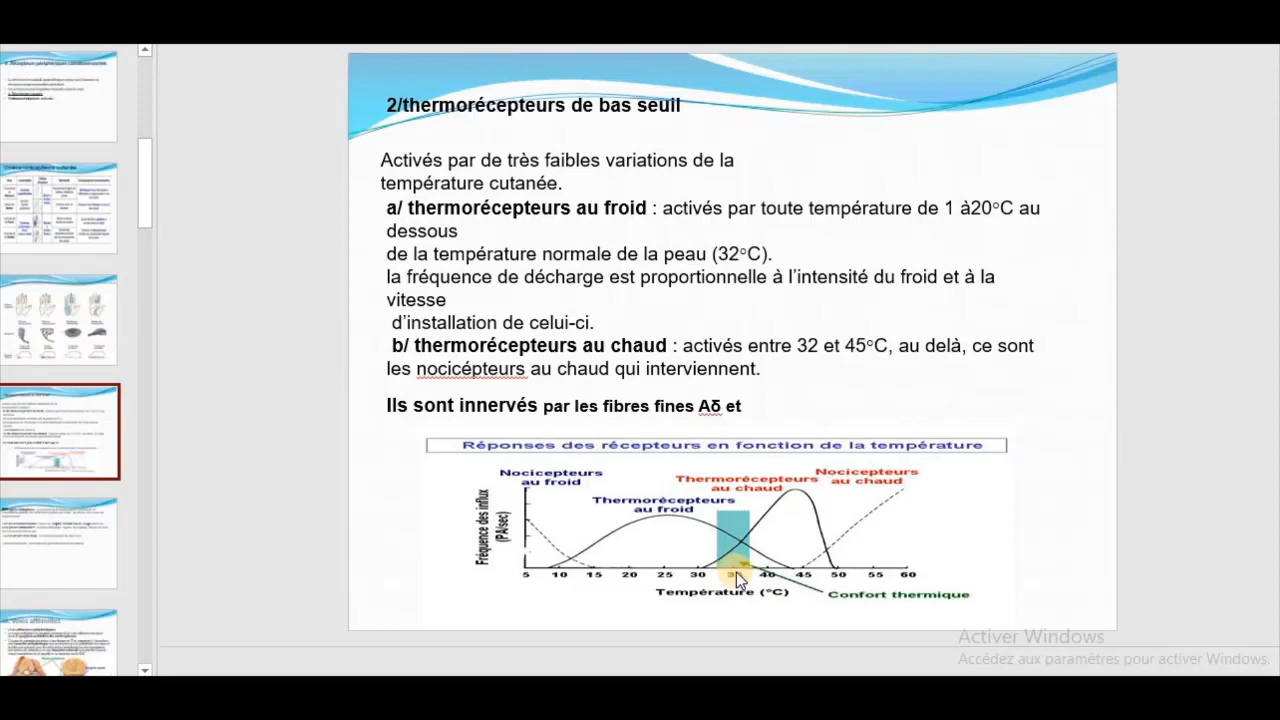 2/thermorécepteurs de bas seuil
Activés par de très faibles variations de la
température cutanée.
a/ thermorécepteurs au froid : activés par toute température de 1 à20°C au
dessous
de la température normale de la peau (32°C).
la fréquence de décharge est proportionnelle à l’intensité du froid et à la
vitesse
d’installation de celui-ci.
b/ thermorécepteurs au chaud : activés entre 32 et 45°C, au delà, ce sont
les nocicépteurs au chaud qui interviennent.
Ils sont innervés par les fibres fines Aδ et
Réponses des récepteurs en fonction de la température
Nocicepteurs
au froid
Thermorécepteurs
au froid
Thermorécepteurs
au chaud
Nocicepteurs
au chaud
Fréquence des influx
(P.A/sec)
5 10 15 20 25 30 40 45 50 55 60
Température (°C)
Confort thermique
Activer Windows
Accédez aux paramètres pour activer Windows.